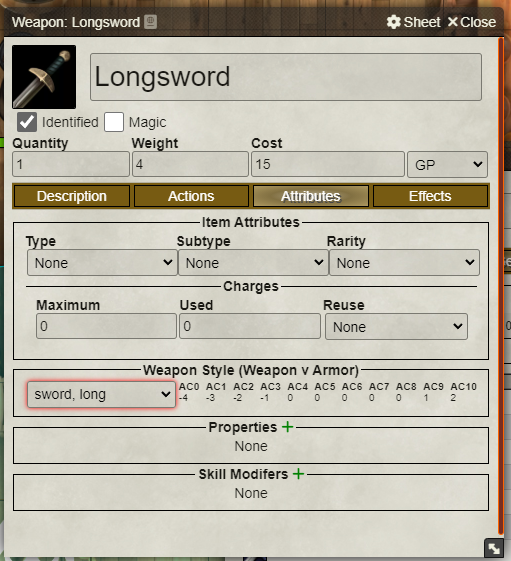 Weapon: Longsword Sheet Close
Longsword
Identified Magic
Quantity Weight Cost
1 4 15 GP
Description Actions Attributes Effects
Item Attributes
Type Subtype Rarity
None None None
Charges
Maximum Used Reuse
0 0 None
Weapon Style (Weapon v Armor)
sword, long
AC0 AC1 AC2 AC3 AC4 AC5 AC6 AC7 AC8 AC9 AC10
-4 -3 -2 -1 0 0 0 0 0 1 2
Properties +
None
Skill Modifers +
None